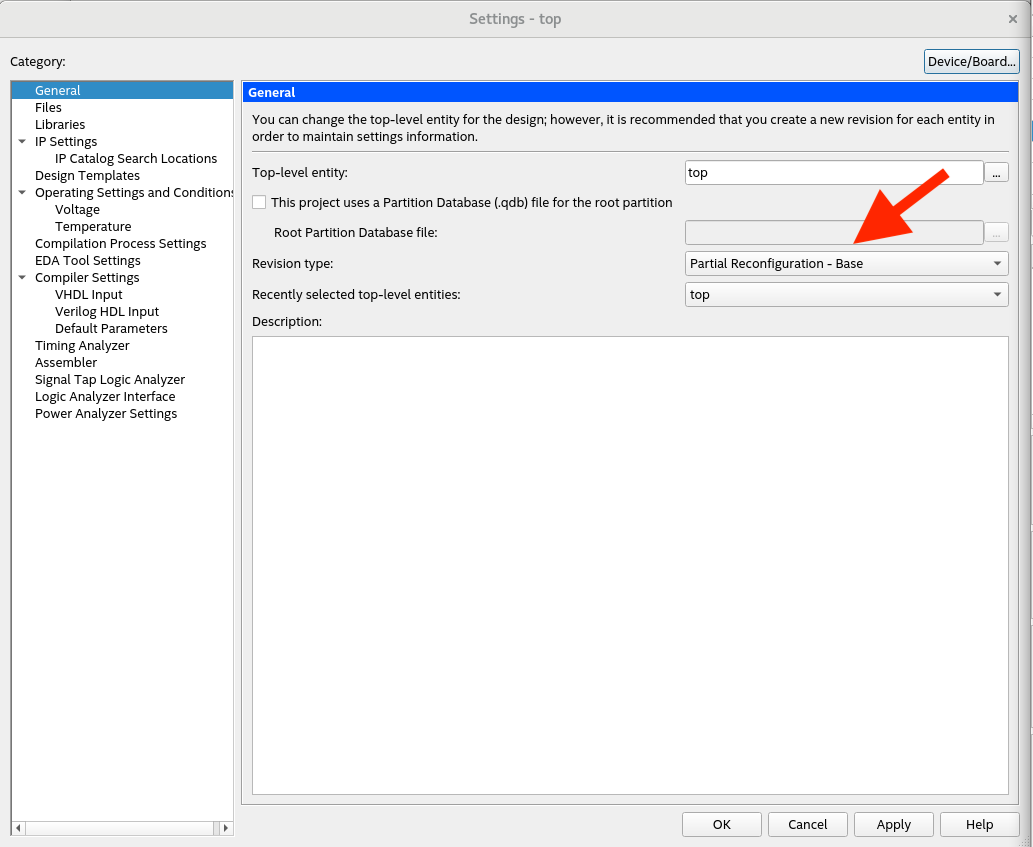 Settings - top
Category:
Device/Board...
General
Files
Libraries
IP Settings
IP Catalog Search Locations
Design Templates
Operating Settings and Conditions
Voltage
Temperature
Compilation Process Settings
EDA Tool Settings
Compiler Settings
VHDL Input
Verilog HDL Input
Default Parameters
Timing Analyzer
Assembler
Signal Tap Logic Analyzer
Logic Analyzer Interface
Power Analyzer Settings
General
You can change the top-level entity for the design; however, it is recommended that you create a new revision for each entity in
order to maintain settings information.
Top-level entity:
top
...
This project uses a Partition Database (.qdb) file for the root partition
Root Partition Database file:
...
Revision type:
Partial Reconfiguration - Base
Recently selected top-level entities:
top
Description:
OK
Cancel
Apply
Help